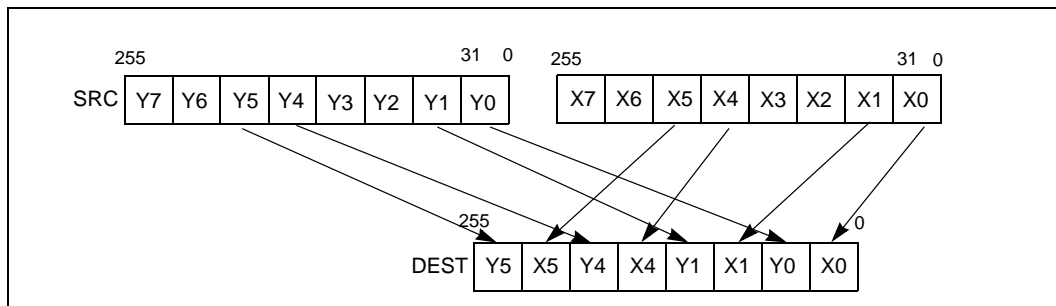 255 31 0 255 31 0
SRC Y7 Y6 Y5 Y4 Y3 Y2 Y1 Y0 X7 X6 X5 X4 X3 X2 X1 X0
255 0
DEST Y5 X5 Y4 X4 Y1 X1 Y0 X0